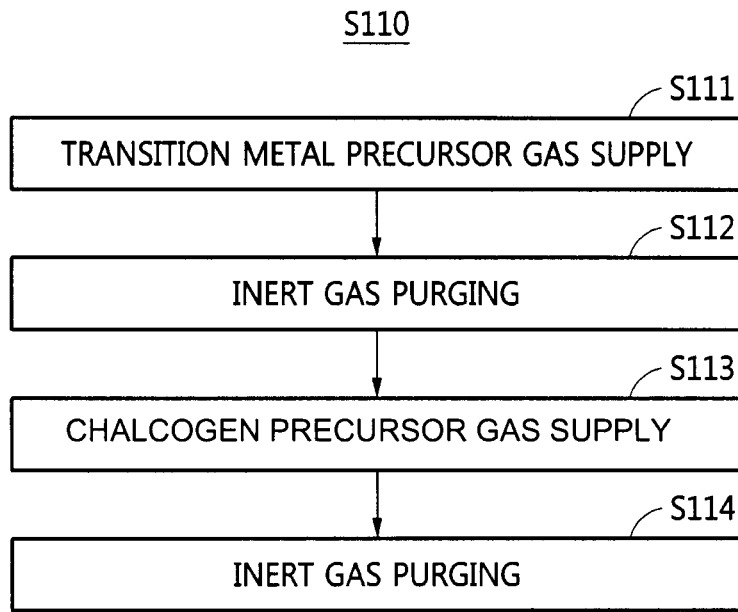 S110
S111
TRANSITION METAL PRECURSOR GAS SUPPLY
S112
INERT GAS PURGING
S113
CHALCOGEN PRECURSOR GAS SUPPLY
S114
INERT GAS PURGING